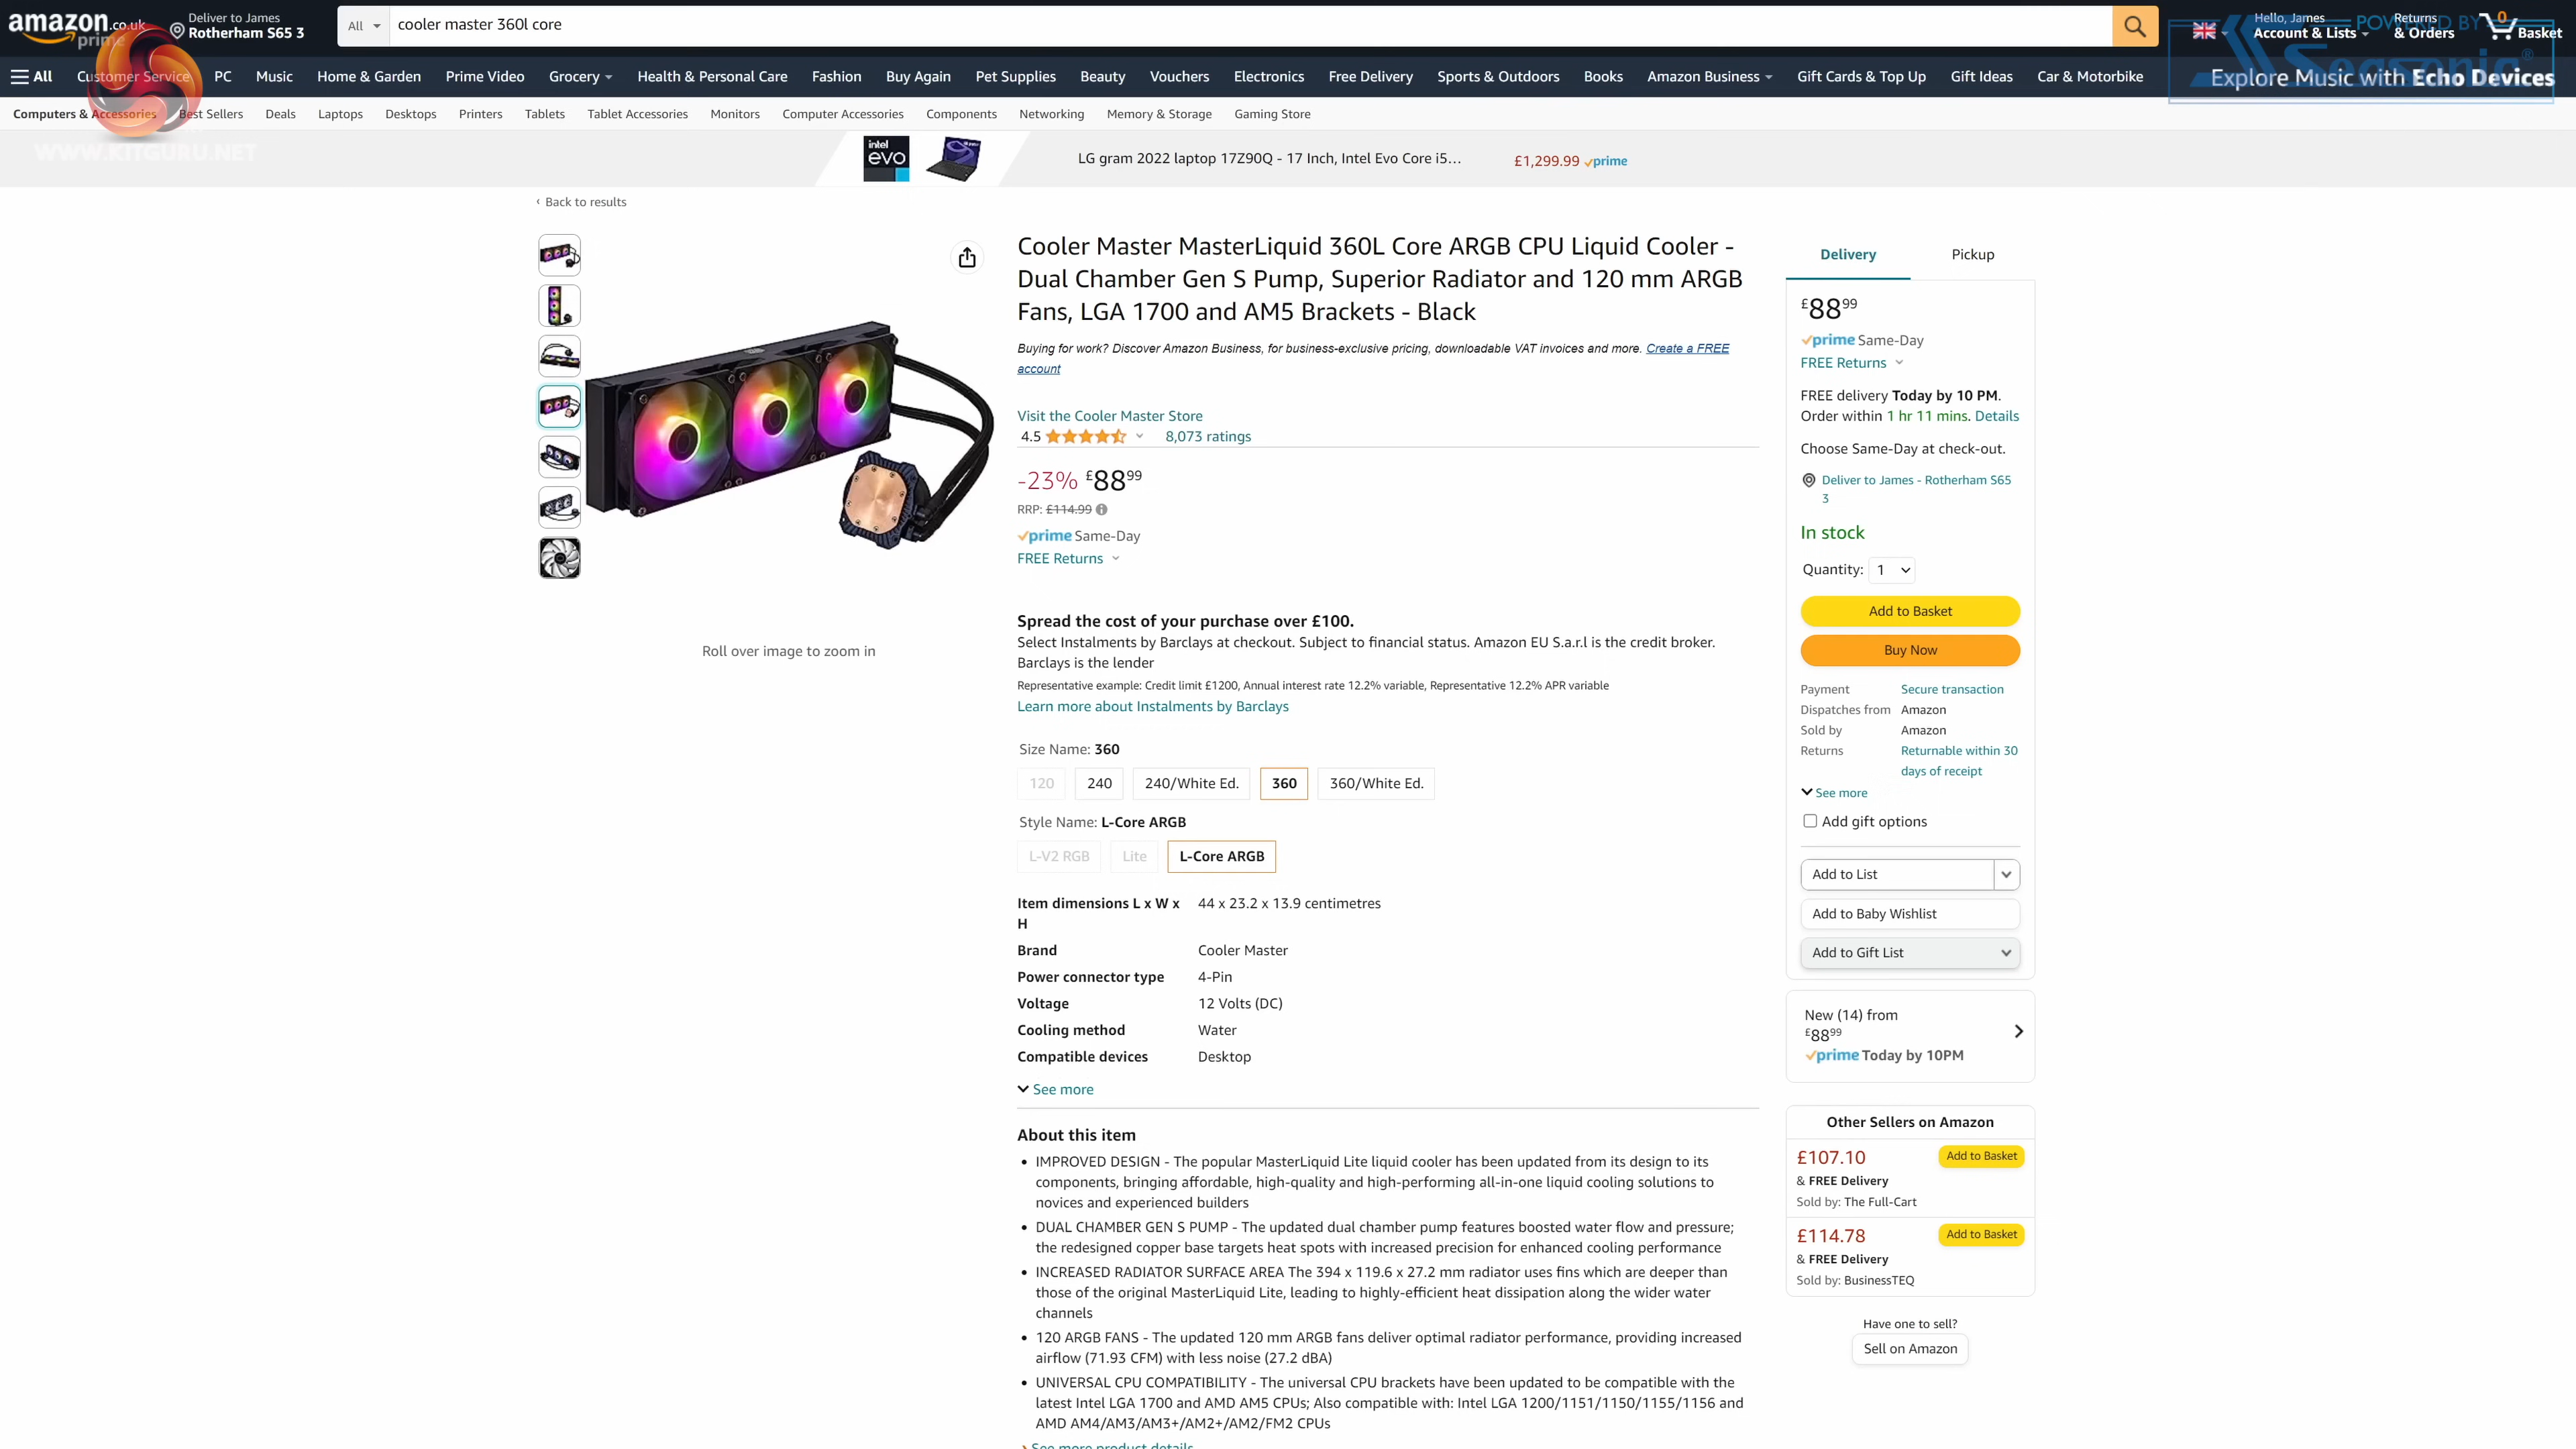 amazon.co.uk
prime
Deliver to James
Rotherham S65 3
All
cooler master 360l core
Hello, James
Account & Lists
Returns
& Orders
0
Basket
POWERED BY
Seasonic®
All
Customer Service
PC
Music
Home & Garden
Prime Video
Grocery
Health & Personal Care
Fashion
Buy Again
Pet Supplies
Beauty
Vouchers
Electronics
Free Delivery
Sports & Outdoors
Books
Amazon Business
Gift Cards & Top Up
Gift Ideas
Car & Motorbike
Explore Music with Echo Devices
Computers & Accessories
Best Sellers
Deals
Laptops
Desktops
Printers
Tablets
Tablet Accessories
Monitors
Computer Accessories
Components
Networking
Memory & Storage
Gaming Store
WWW.KITGURU.NET
intel
evo
LG gram 2022 laptop 17Z90Q - 17 Inch, Intel Evo Core i5…
£1,299.99 prime
‹ Back to results
Roll over image to zoom in
Cooler Master MasterLiquid 360L Core ARGB CPU Liquid Cooler -
Dual Chamber Gen S Pump, Superior Radiator and 120 mm ARGB
Fans, LGA 1700 and AM5 Brackets - Black
Buying for work? Discover Amazon Business, for business-exclusive pricing, downloadable VAT invoices and more. Create a FREE
account
Visit the Cooler Master Store
4.5
8,073 ratings
-23% £88 99
RRP: £114.99
prime Same-Day
FREE Returns
Spread the cost of your purchase over £100.
Select Instalments by Barclays at checkout. Subject to financial status. Amazon EU S.a.r.l is the credit broker.
Barclays is the lender
Representative example: Credit limit £1200, Annual interest rate 12.2% variable, Representative 12.2% APR variable
Learn more about Instalments by Barclays
Size Name: 360
120
240
240/White Ed.
360
360/White Ed.
Style Name: L-Core ARGB
L-V2 RGB
Lite
L-Core ARGB
Item dimensions L x W x
H
44 x 23.2 x 13.9 centimetres
Brand
Cooler Master
Power connector type
4-Pin
Voltage
12 Volts (DC)
Cooling method
Water
Compatible devices
Desktop
See more
About this item
• IMPROVED DESIGN - The popular MasterLiquid Lite liquid cooler has been updated from its design to its
components, bringing affordable, high-quality and high-performing all-in-one liquid cooling solutions to
novices and experienced builders
• DUAL CHAMBER GEN S PUMP - The updated dual chamber pump features boosted water flow and pressure;
the redesigned copper base targets heat spots with increased precision for enhanced cooling performance
• INCREASED RADIATOR SURFACE AREA The 394 x 119.6 x 27.2 mm radiator uses fins which are deeper than
those of the original MasterLiquid Lite, leading to highly-efficient heat dissipation along the wider water
channels
• 120 ARGB FANS - The updated 120 mm ARGB fans deliver optimal radiator performance, providing increased
airflow (71.93 CFM) with less noise (27.2 dBA)
• UNIVERSAL CPU COMPATIBILITY - The universal CPU brackets have been updated to be compatible with the
latest Intel LGA 1700 and AMD AM5 CPUs; Also compatible with: Intel LGA 1200/1151/1150/1155/1156 and
AMD AM4/AM3/AM3+/AM2+/AM2/FM2 CPUs
› See more product details
Delivery
Pickup
£88 99
prime Same-Day
FREE Returns
FREE delivery Today by 10 PM.
Order within 1 hr 11 mins. Details
Choose Same-Day at check-out.
Deliver to James - Rotherham S65
3
In stock
Quantity: 1
Add to Basket
Buy Now
Payment
Secure transaction
Dispatches from
Amazon
Sold by
Amazon
Returns
Returnable within 30
days of receipt
See more
Add gift options
Add to List
Add to Baby Wishlist
Add to Gift List
New (14) from
£88 99
prime Today by 10PM
Other Sellers on Amazon
£107.10
Add to Basket
& FREE Delivery
Sold by: The Full-Cart
£114.78
Add to Basket
& FREE Delivery
Sold by: BusinessTEQ
Have one to sell?
Sell on Amazon